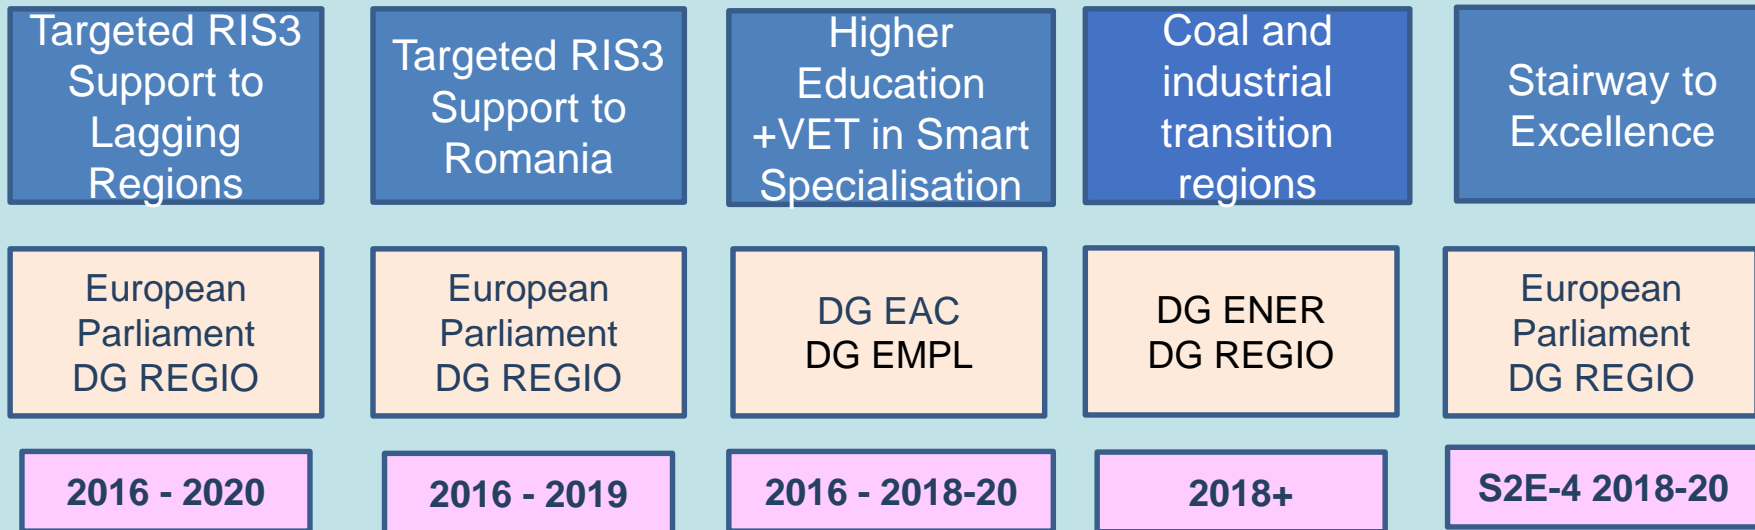 Targeted RIS3
Support to
Lagging
Regions
Targeted RIS3
Support to
Romania
Higher
Education
+VET in Smart
Specialisation
Coal and
industrial
transition
regions
Stairway to
Excellence
European
Parliament
DG REGIO
European
Parliament
DG REGIO
DG EAC
DG EMPL
DG ENER
DG REGIO
European
Parliament
DG REGIO
2016 - 2020
2016 - 2019
2016 - 2018-20
2018+
S2E-4 2018-20